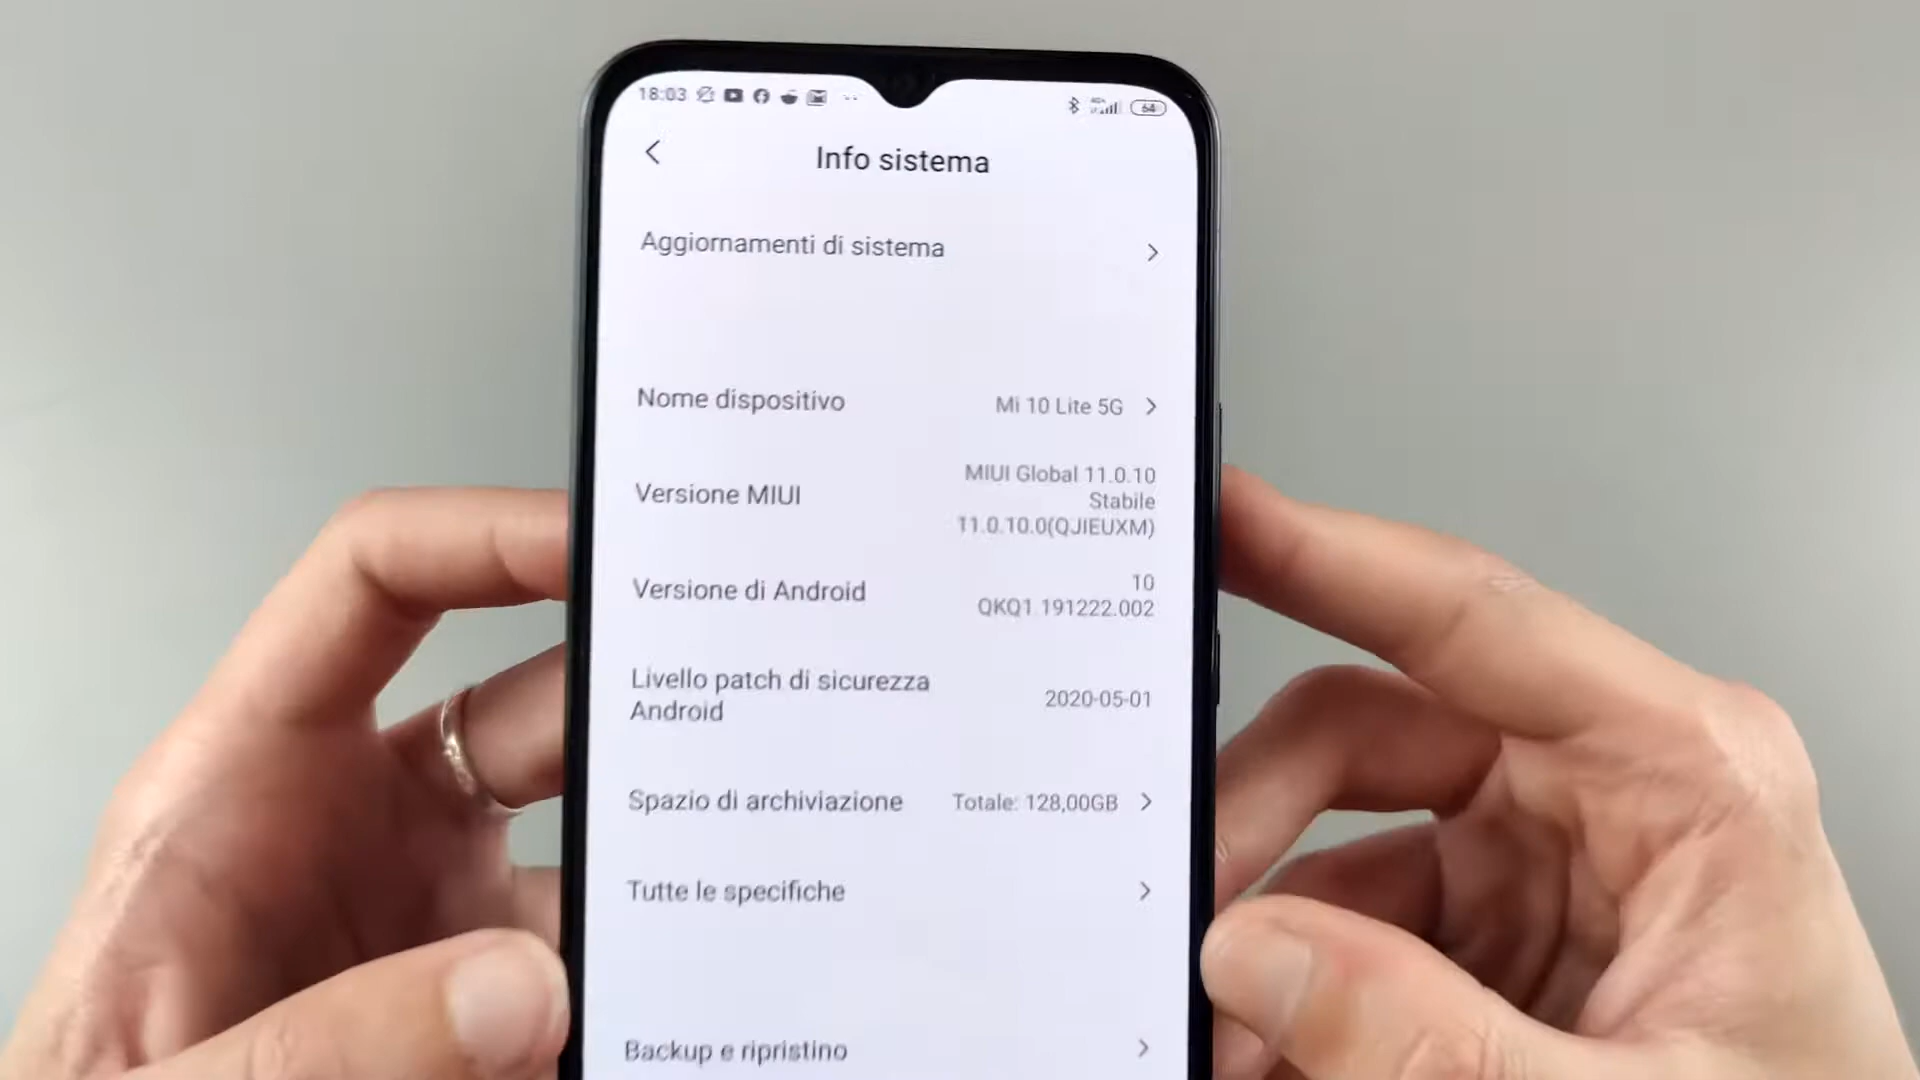 18:03
64
Info sistema
Aggiornamenti di sistema
Nome dispositivo
Mi 10 Lite 5G
Versione MIUI
MIUI Global 11.0.10
Stabile
11.0.10.0(QJIEUXM)
Versione di Android
10
QKQ1.191222.002
Livello patch di sicurezza
Android
2020-05-01
Spazio di archiviazione
Totale: 128,00GB
Tutte le specifiche
Backup e ripristino